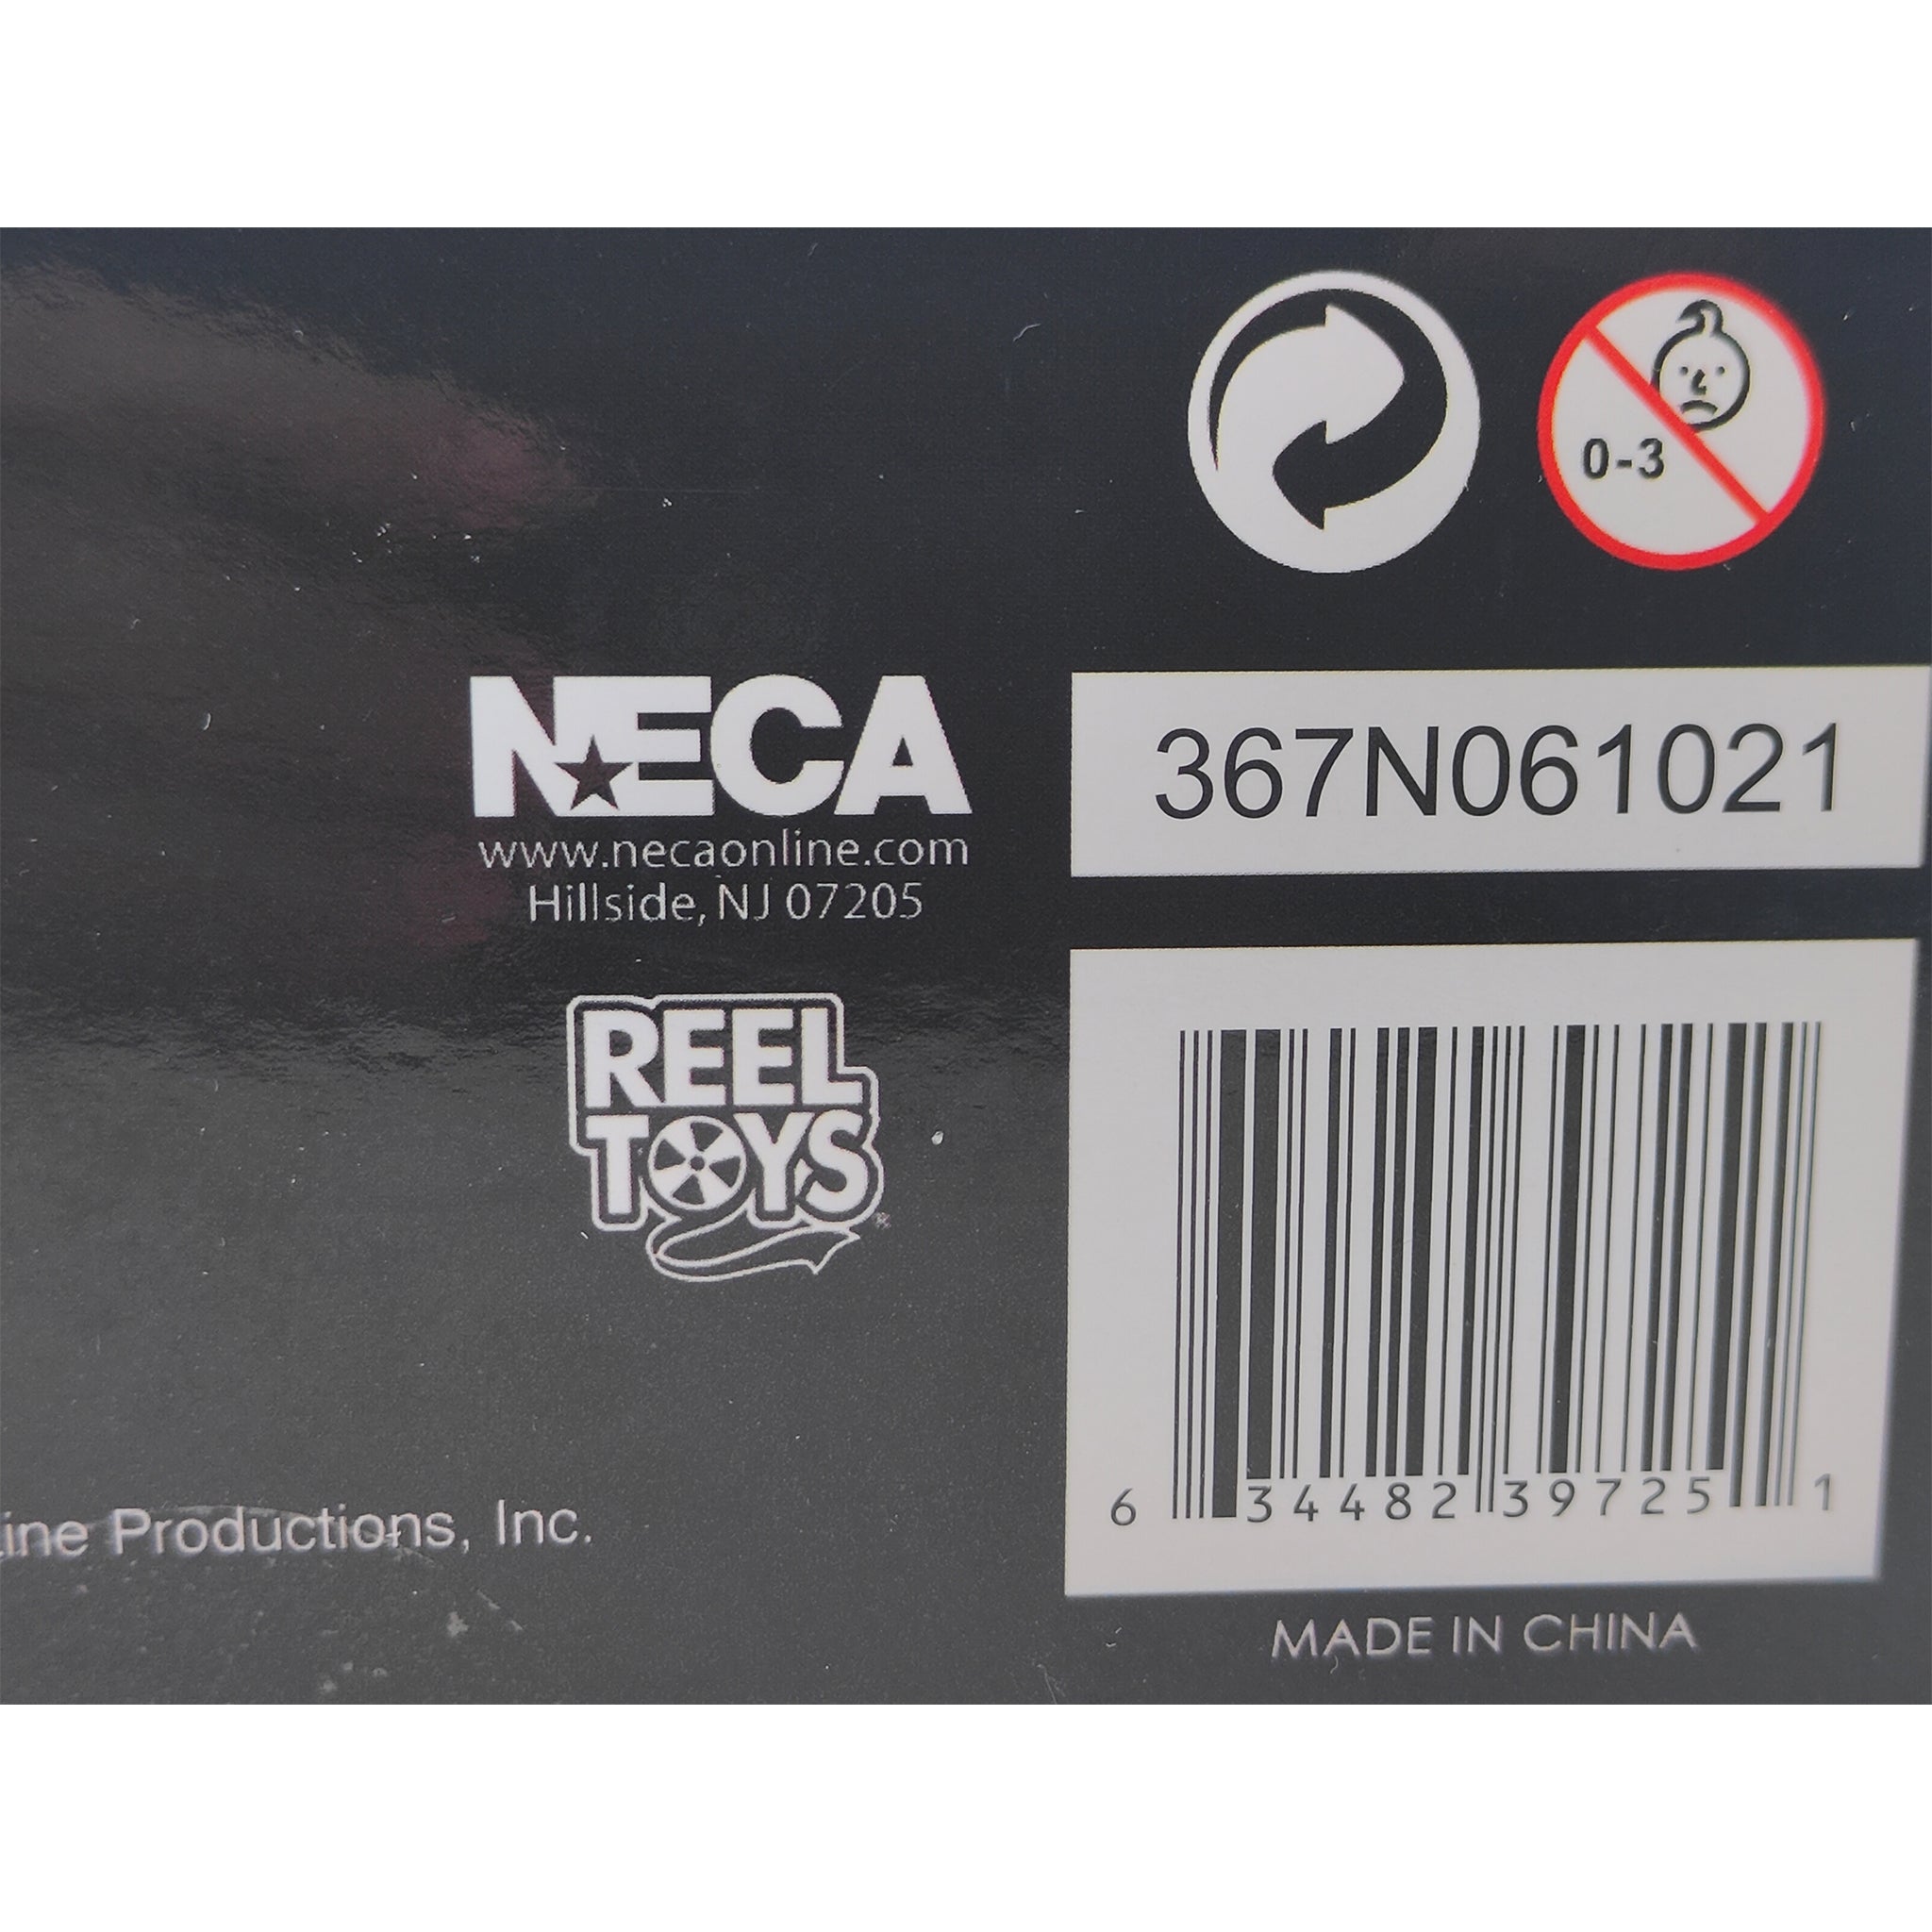 0-3
NECA
www.necaonline.com
Hillside, NJ 07205
367N061021
REEL
TOYS®
6 34482 39725 1
Productions, Inc.
MADE IN CHINA